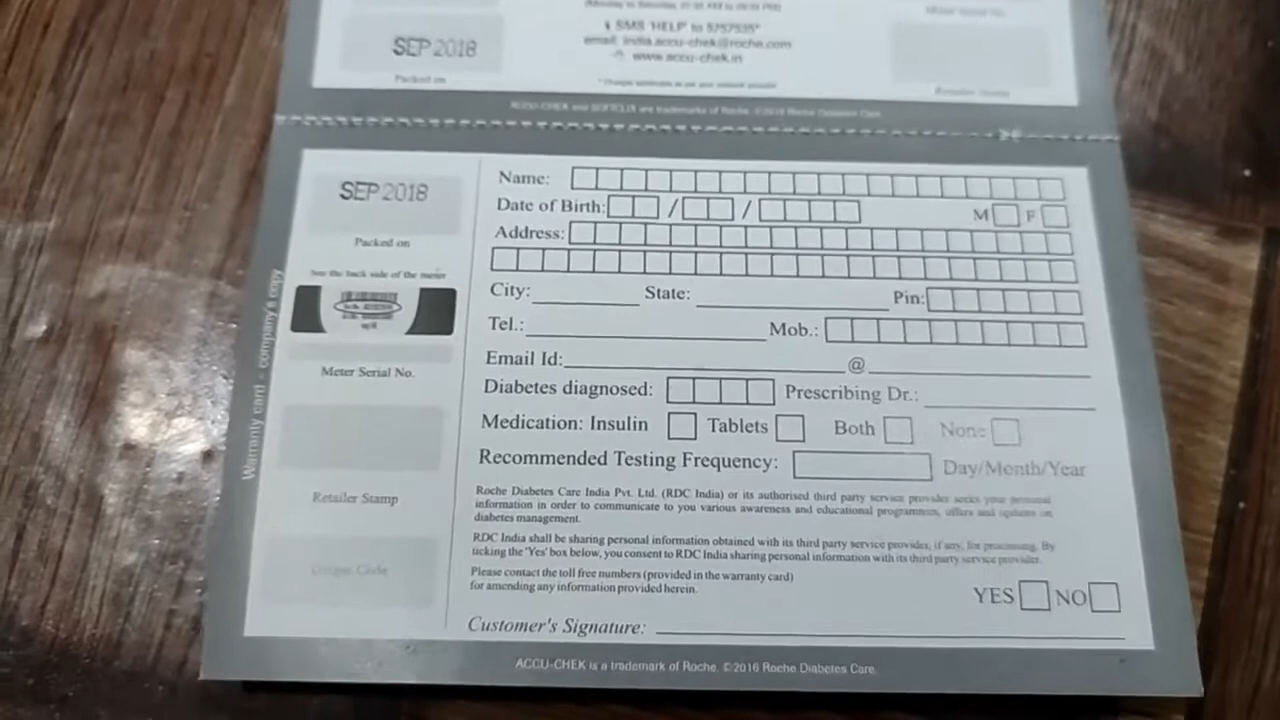 SEP 2018
Packed on
SMS 'HELP' to 5757535*
email: india.accu-chek@roche.com
www.accu-chek.in
ACCU-CHEK and SOFTCLIX are trademarks of Roche. ©2016 Roche Diabetes Care.
Warranty card - company's copy
SEP 2018
Packed on
See the back side of the meter
Meter Serial No.
Retailer Stamp
Unique Code
Name:
Date of Birth: / / M F
Address:
City: State: Pin:
Tel.: Mob.:
Email Id: @
Diabetes diagnosed: Prescribing Dr.:
Medication: Insulin Tablets Both None
Recommended Testing Frequency: Day/Month/Year
Roche Diabetes Care India Pvt. Ltd. (RDC India) or its authorised third party service provider seeks your personal
information in order to communicate to you various awareness and educational programmes, offers and updates on
diabetes management.
RDC India shall be sharing personal information obtained with its third party service provider, if any, for processing. By
ticking the 'Yes' box below, you consent to RDC India sharing personal information with its third party service provider.
Please contact the toll free numbers (provided in the warranty card)
for amending any information provided herein.
YES NO
Customer's Signature:
ACCU-CHEK is a trademark of Roche. ©2016 Roche Diabetes Care.